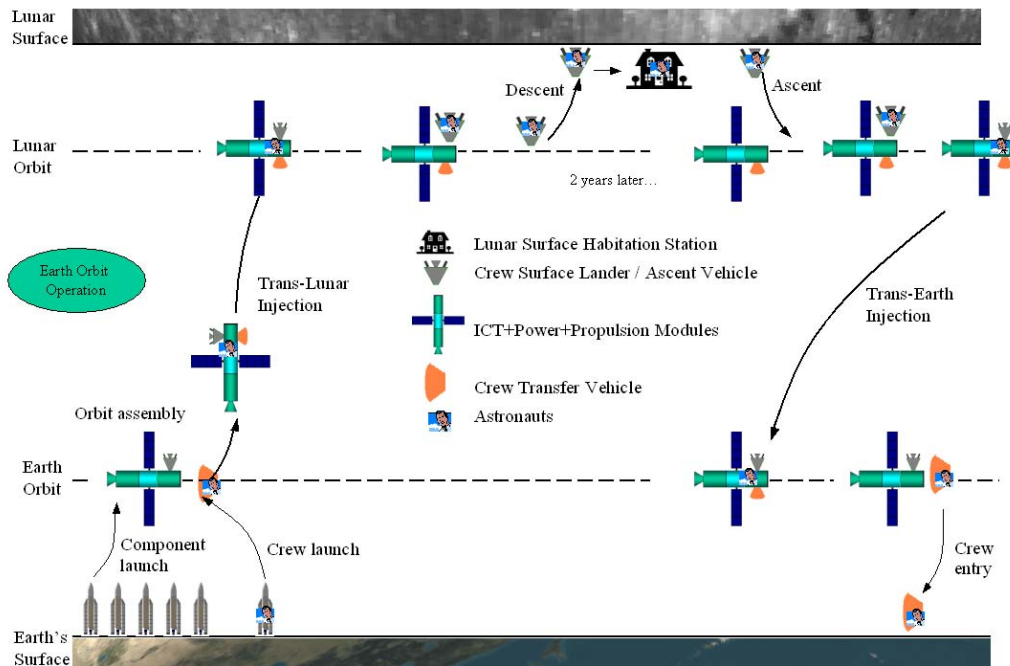 Lunar
Surface
Descent
Ascent
Lunar
Orbit
2 years later...
Lunar Surface Habitation Station
Earth Orbit
Operation
Crew Surface Lander / Ascent Vehicle
Trans-Lunar
Injection
Trans-Earth
Injection
ICT+Power+Propulsion Modules
Crew Transfer Vehicle
Orbit assembly
Astronauts
Earth
Orbit
Component
launch
Crew launch
Crew
entry
Earth's
Surface